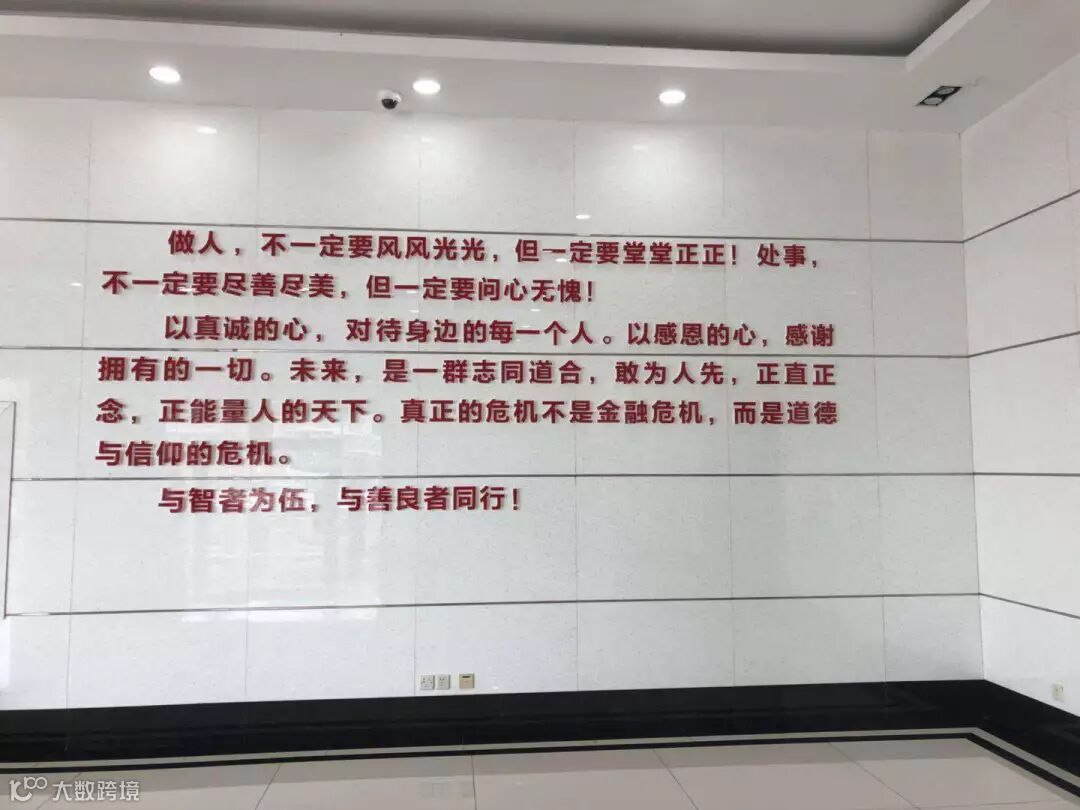 做人，不一定要风风光光，但一定要堂堂正正！处事，
不一定要尽善尽美，但一定要问心无愧！
以真诚的心，对待身边的每一个人。以感恩的心，感谢
拥有的一切。未来，是一群志同道合，敢为人先，正直正
念，正能量人的天下。真正的危机不是金融危机，而是道德
与信仰的危机。
与智者为伍，与善良者同行！
大数跨境